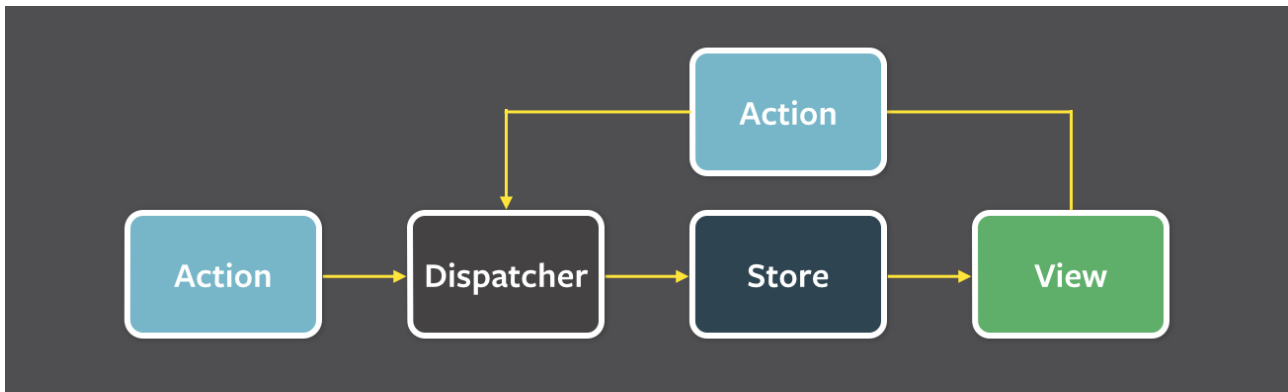 Action
Action
Dispatcher
Store
View